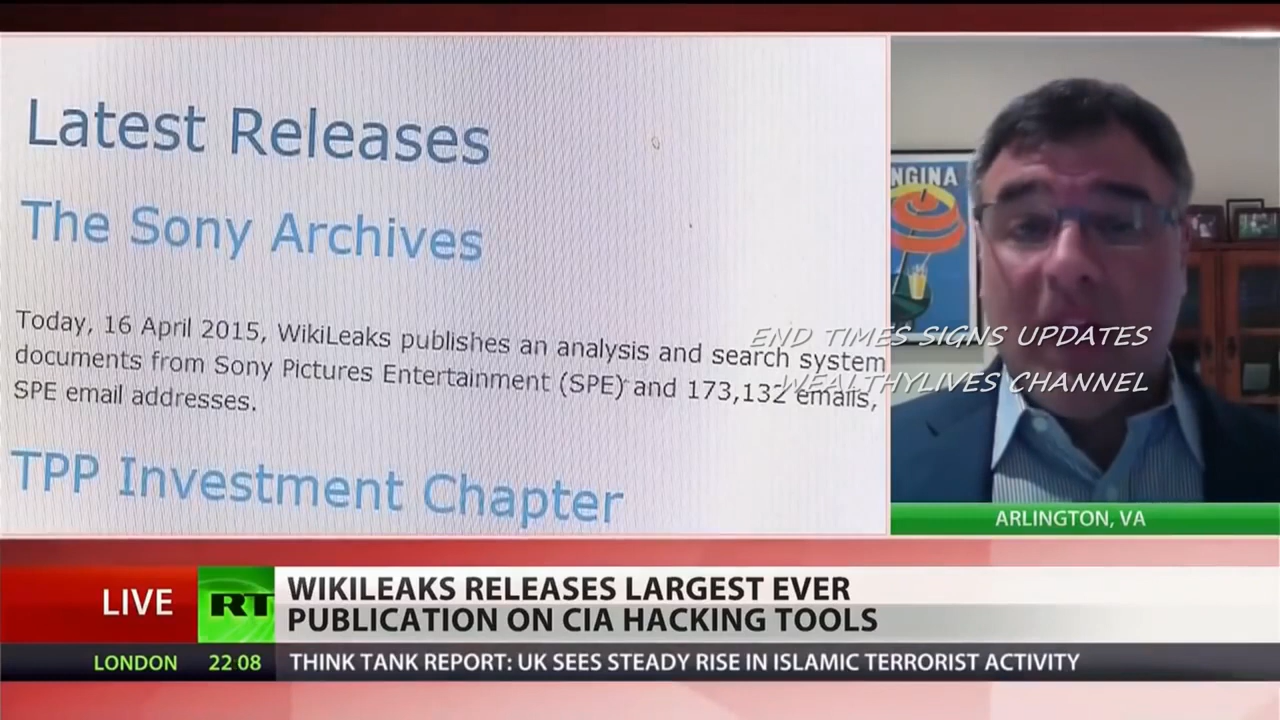 Latest Releases
The Sony Archives
Today, 16 April 2015, WikiLeaks publishes an analysis and search system
documents from Sony Pictures Entertainment (SPE) and 173,132 emails,
SPE email addresses.
TPP Investment Chapter
NGINA
END TIMES SIGNS UPDATES
WEALTHYLIVES CHANNEL
ARLINGTON, VA
LIVE
RT
WIKILEAKS RELEASES LARGEST EVER
PUBLICATION ON CIA HACKING TOOLS
LONDON 22:08 THINK TANK REPORT: UK SEES STEADY RISE IN ISLAMIC TERRORIST ACTIVITY